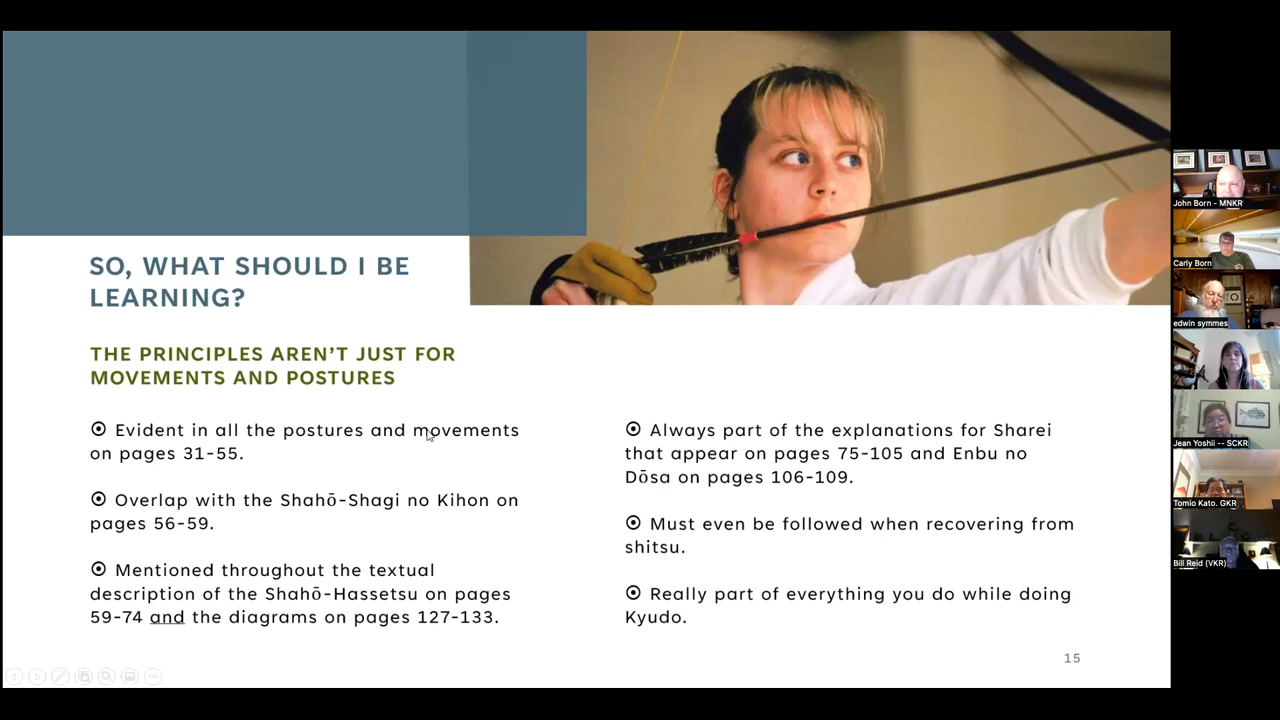 SO, WHAT SHOULD I BE
LEARNING?
THE PRINCIPLES AREN'T JUST FOR
MOVEMENTS AND POSTURES
⦿ Evident in all the postures and movements
on pages 31-55.
⦿ Overlap with the Shahō-Shagi no Kihon on
pages 56-59.
⦿ Mentioned throughout the textual
description of the Shahō-Hassetsu on pages
59-74 and the diagrams on pages 127-133.
⦿ Always part of the explanations for Sharei
that appear on pages 75-105 and Enbu no
Dōsa on pages 106-109.
⦿ Must even be followed when recovering from
shitsu.
⦿ Really part of everything you do while doing
Kyudo.
15
John Born - MNKR
Carly Born
edwin symmes
Jean Yoshii -- SCKR
Tomio Kato. GKR
Bill Reid (VKR)